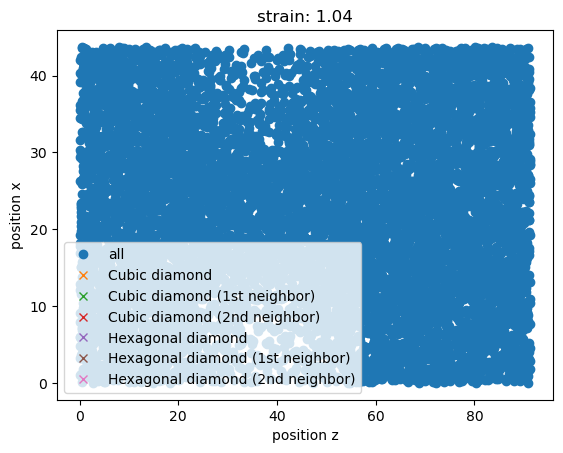 strain: 1.04
position x
40
30
20
10
0
all
Cubic diamond
Cubic diamond (1st neighbor)
Cubic diamond (2nd neighbor)
Hexagonal diamond
Hexagonal diamond (1st neighbor)
Hexagonal diamond (2nd neighbor)
0 20 40 60 80
position z